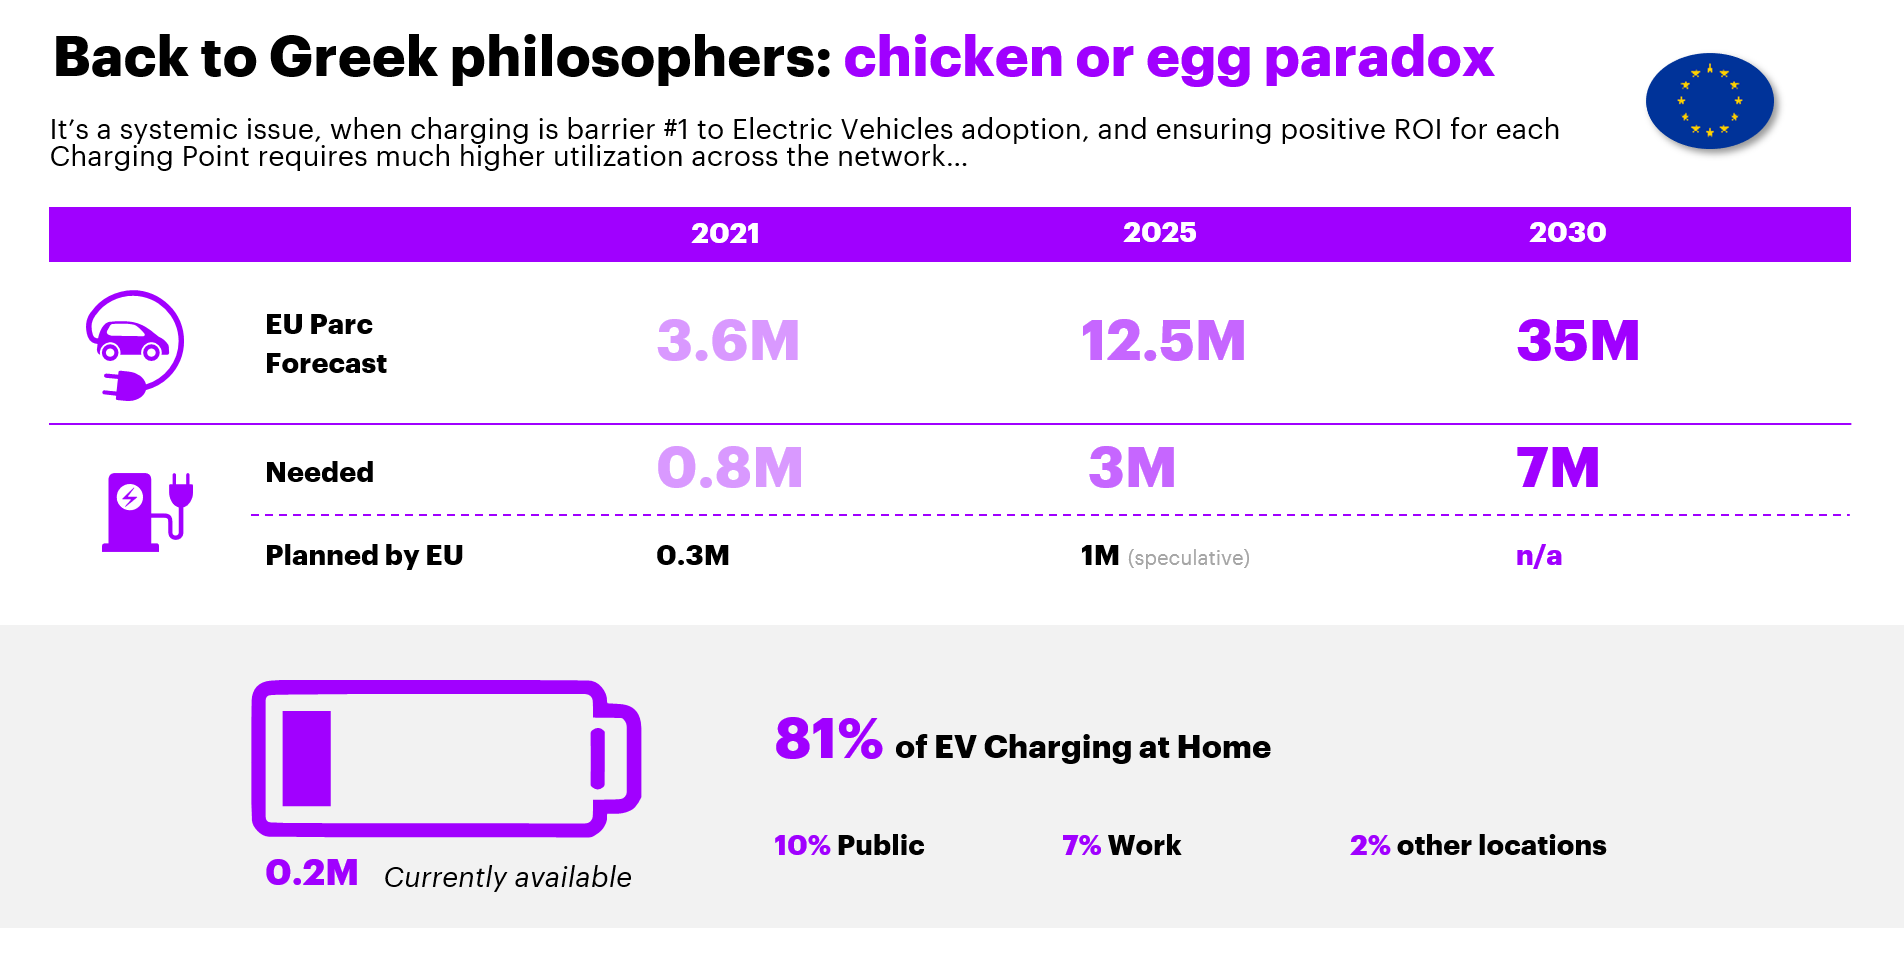 Back to Greek philosophers: chicken or egg paradox
It’s a systemic issue, when charging is barrier #1 to Electric Vehicles adoption, and ensuring positive ROI for each
Charging Point requires much higher utilization across the network...
2021 2025 2030
EU Parc
Forecast
3.6M 12.5M 35M
Needed 0.8M 3M 7M
Planned by EU 0.3M 1M (speculative) n/a
81% of EV Charging at Home
10% Public 7% Work 2% other locations
0.2M Currently available